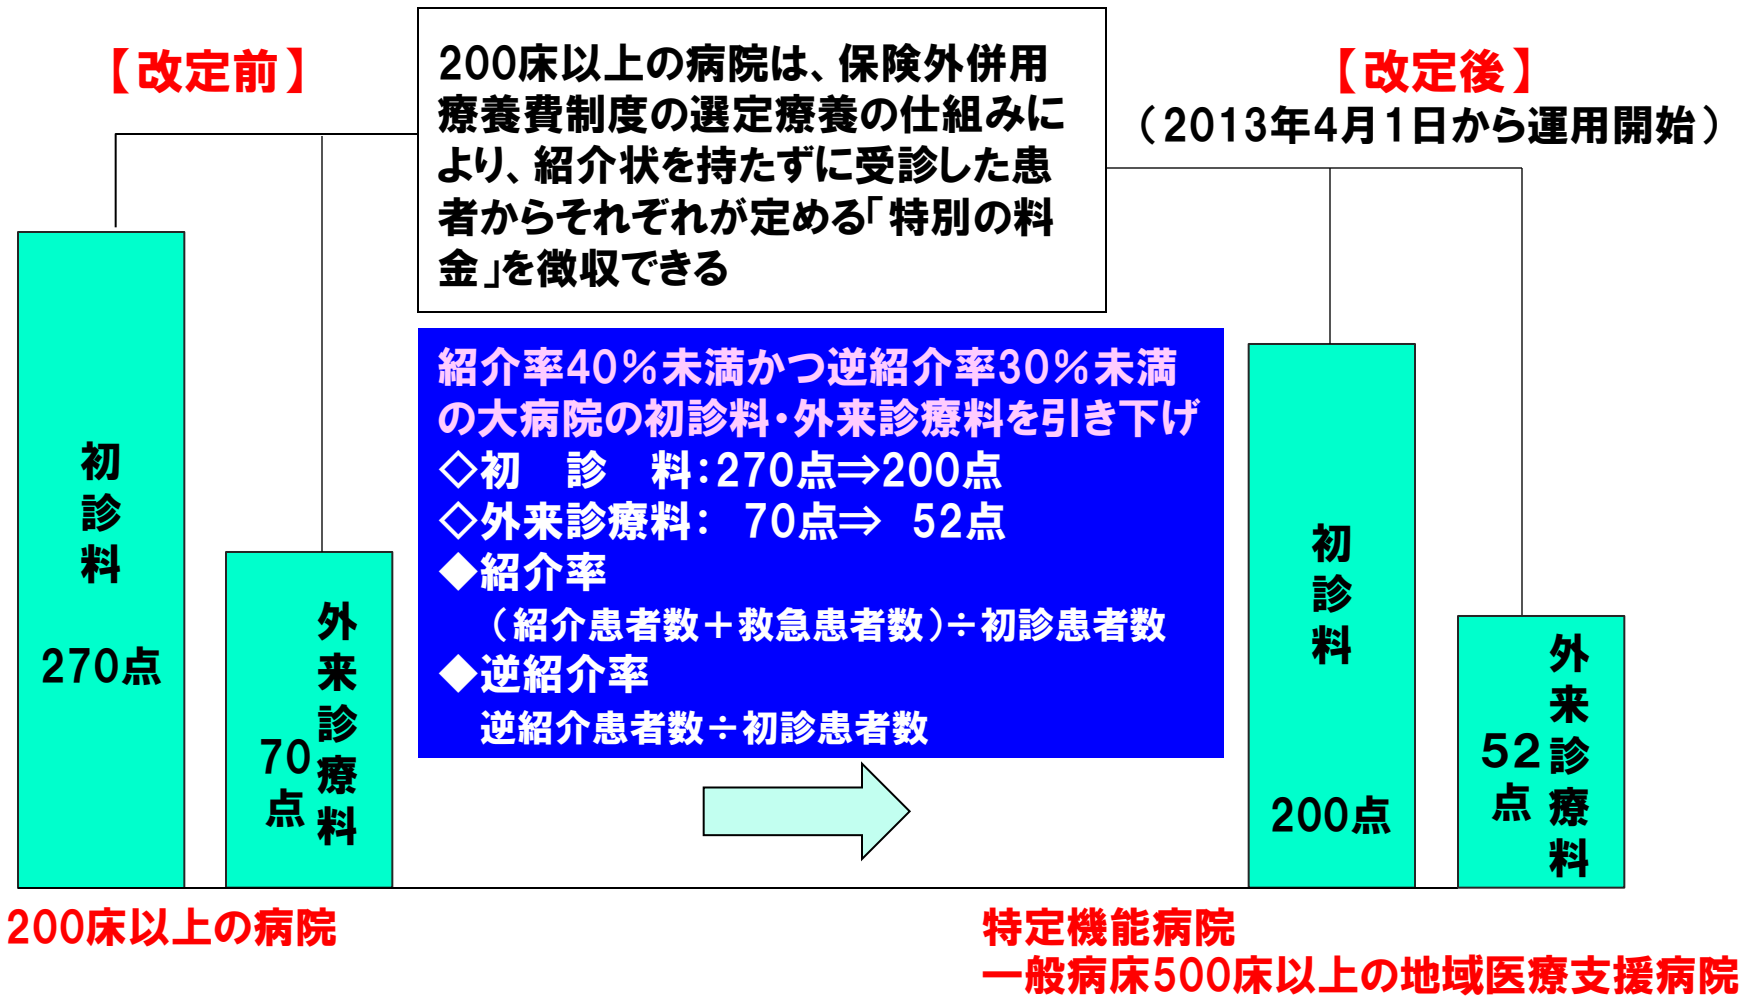 【改定前】
200床以上の病院は、保険外併用
療養費制度の選定療養の仕組みに
より、紹介状を持たずに受診した患
者からそれぞれが定める「特別の料
金」を徴収できる
【改定後】
（2013年4月1日から運用開始）
紹介率40％未満かつ逆紹介率30％未満
の大病院の初診料・外来診療料を引き下げ
◇初　診　料：270点⇒200点
◇外来診療料：　70点⇒　52点
◆紹介率
（紹介患者数＋救急患者数）÷初診患者数
◆逆紹介率
逆紹介患者数÷初診患者数
初診料
270点
外来診療料
70
点
初診料
200点
外来診療料
52
点
200床以上の病院
特定機能病院
一般病床500床以上の地域医療支援病院